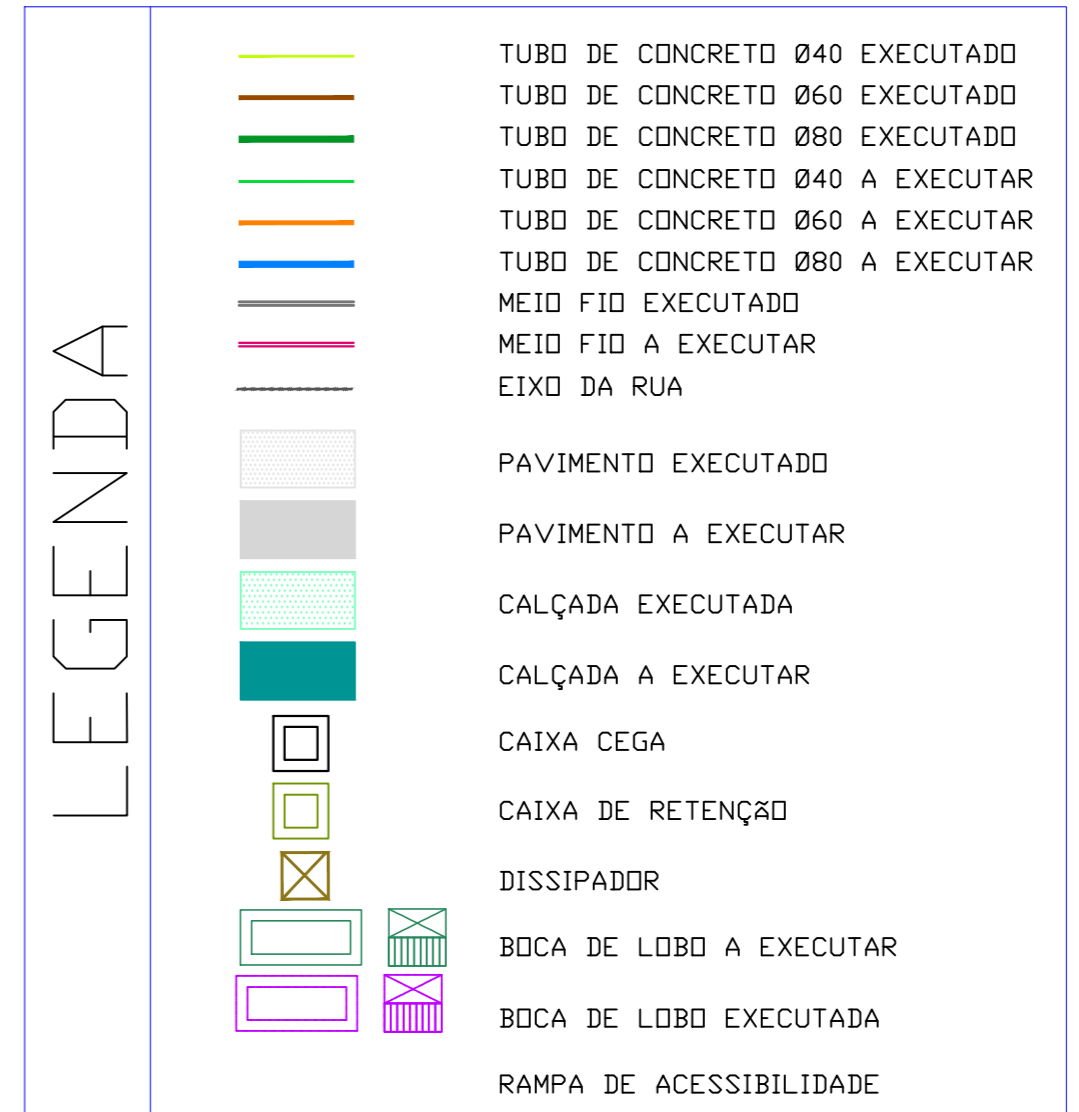 LEGENDA
TUBO DE CONCRETO Ø40 EXECUTADO
TUBO DE CONCRETO Ø60 EXECUTADO
TUBO DE CONCRETO Ø80 EXECUTADO
TUBO DE CONCRETO Ø40 A EXECUTAR
TUBO DE CONCRETO Ø60 A EXECUTAR
TUBO DE CONCRETO Ø80 A EXECUTAR
MEIO FIO EXECUTADO
MEIO FIO A EXECUTAR
EIXO DA RUA
PAVIMENTO EXECUTADO
PAVIMENTO A EXECUTAR
CALÇADA EXECUTADA
CALÇADA A EXECUTAR
CAIXA CEGA
CAIXA DE RETENÇÃO
DISSIPADOR
BOCA DE LOBO A EXECUTAR
BOCA DE LOBO EXECUTADA
RAMPA DE ACESSIBILIDADE